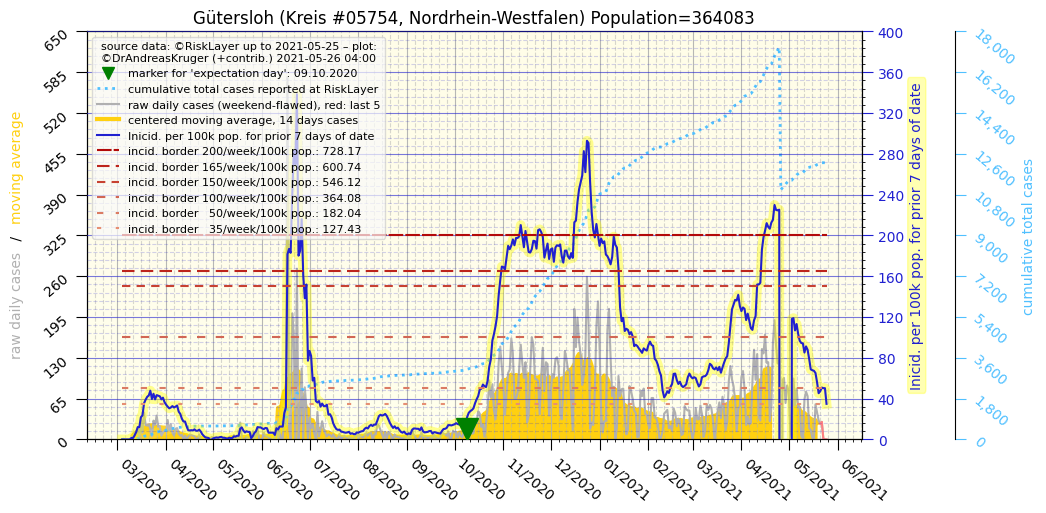 Gütersloh (Kreis #05754, Nordrhein-Westfalen) Population=364083
source data: ©RiskLayer up to 2021-05-25 – plot:
©DrAndreasKruger (+contrib.) 2021-05-26 04:00
marker for 'expectation day': 09.10.2020
cumulative total cases reported at RiskLayer
raw daily cases (weekend-flawed), red: last 5
centered moving average, 14 days cases
Inicid. per 100k pop. for prior 7 days of date
incid. border 200/week/100k pop.: 728.17
incid. border 165/week/100k pop.: 600.74
incid. border 150/week/100k pop.: 546.12
incid. border 100/week/100k pop.: 364.08
incid. border   50/week/100k pop.: 182.04
incid. border   35/week/100k pop.: 127.43
raw daily cases / moving average
650
585
520
455
390
325
260
195
130
65
0
400
360
320
280
240
200
160
120
80
40
0
Inicid. per 100k pop. for prior 7 days of date
18,000
16,200
14,400
12,600
10,800
9,000
7,200
5,400
3,600
1,800
0
cumulative total cases
03/2020
04/2020
05/2020
06/2020
07/2020
08/2020
09/2020
10/2020
11/2020
12/2020
01/2021
02/2021
03/2021
04/2021
05/2021
06/2021